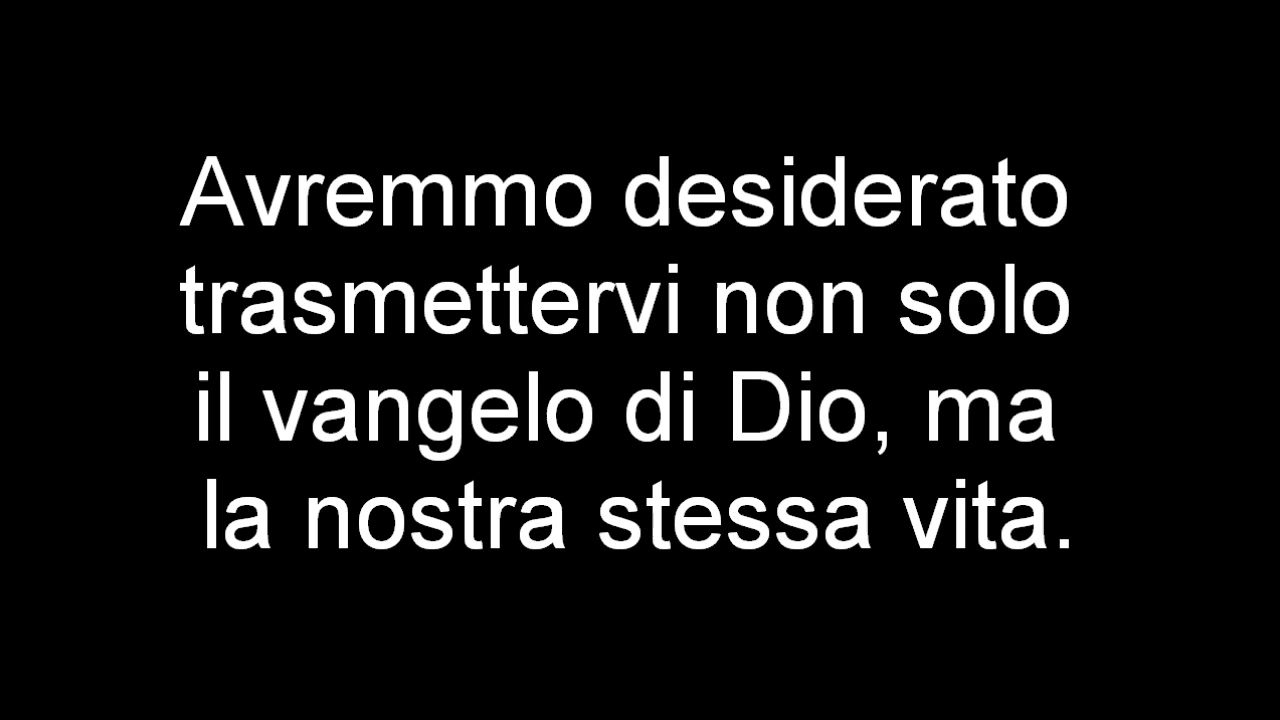 Avremmo desiderato
trasmettervi non solo
il vangelo di Dio, ma
la nostra stessa vita.